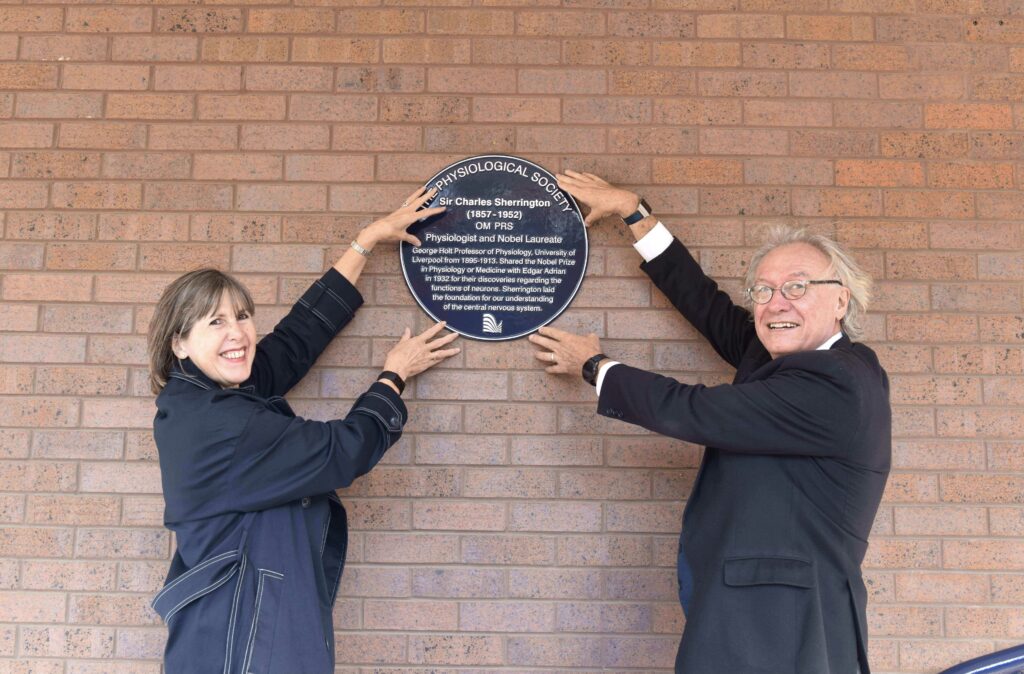 THE PHYSIOLOGICAL SOCIETY
Sir Charles Sherrington
(1857-1952)
OM PRS
Physiologist and Nobel Laureate
George Holt Professor of Physiology, University of
Liverpool from 1895-1913. Shared the Nobel Prize
in Physiology or Medicine with Edgar Adrian
in 1932 for their discoveries regarding the
functions of neurons. Sherrington laid
the foundation for our understanding
of the central nervous system.